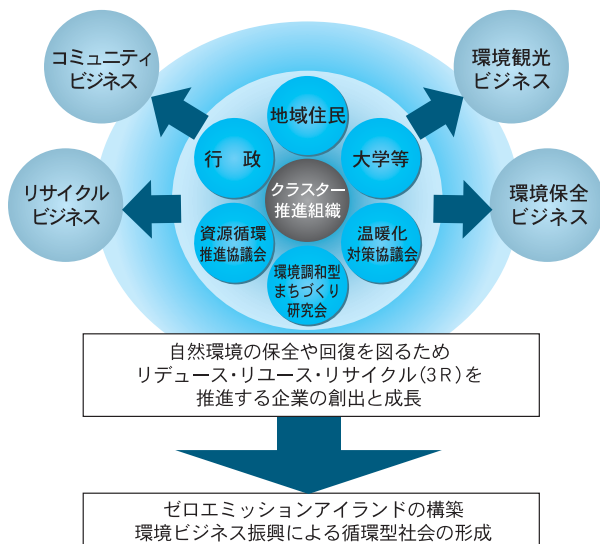 コミュニティ
ビジネス
環境観光
ビジネス
地域住民
行 政
大学等
リサイクル
ビジネス
クラスター
推進組織
環境保全
ビジネス
資源循環
推進協議会
温暖化
対策協議会
環境調和型
まちづくり
研究会
自然環境の保全や回復を図るため
リデュース・リユース・リサイクル(3R)を
推進する企業の創出と成長
ゼロエミッションアイランドの構築
環境ビジネス振興による循環型社会の形成